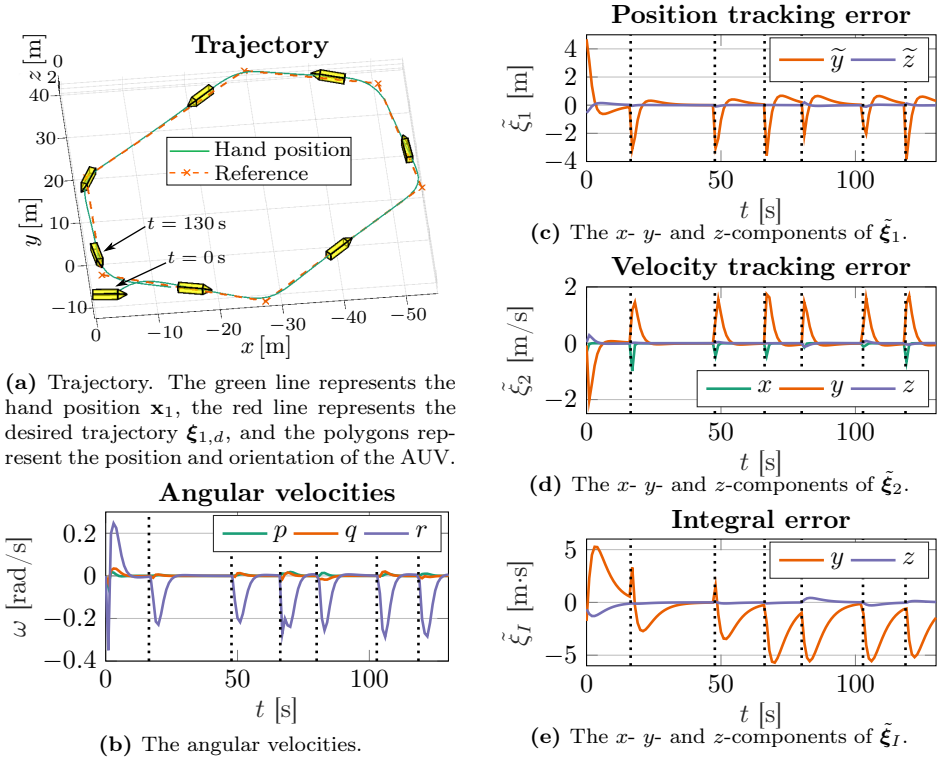 Trajectory
z [m]
0
2
40
30
20
10
0
−10
y [m]
Hand position
Reference
t = 130 s
t = 0 s
0
−10
−20
−30
−40
−50
x [m]
(a) Trajectory. The green line represents the
hand position x₁, the red line represents the
desired trajectory ξ₁,d, and the polygons rep-
resent the position and orientation of the AUV.
Angular velocities
ω [rad/s]
0.2
0
−0.2
−0.4
p q r
0
50
100
t [s]
(b) The angular velocities.
Position tracking error
ξ̃₁ [m]
4
2
0
−2
−4
ỹ z̃
0
50
100
t [s]
(c) The x- y- and z-components of ξ̃₁.
Velocity tracking error
ξ̃₂ [m/s]
2
0
−2
x y z
0
50
100
t [s]
(d) The x- y- and z-components of ξ̃₂.
Integral error
ξ̃_I [m·s]
5
0
−5
y z
0
50
100
t [s]
(e) The x- y- and z-components of ξ̃_I.